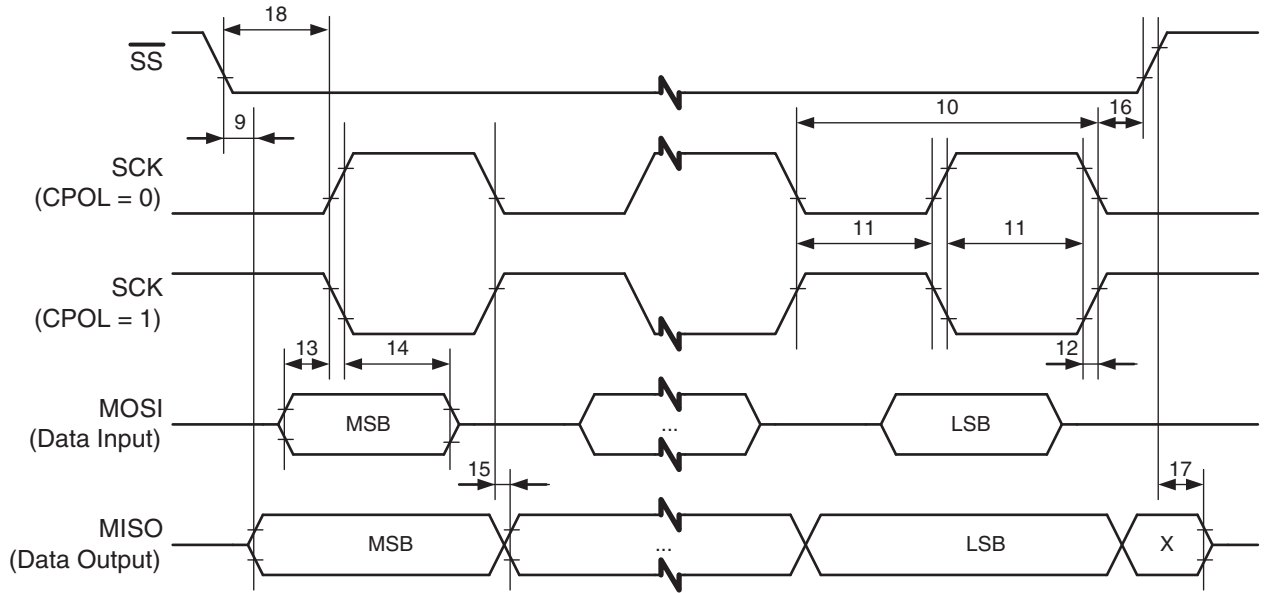 18
SS
9
10
16
SCK
(CPOL = 0)
11
11
SCK
(CPOL = 1)
13
14
12
MOSI
(Data Input)
MSB
...
LSB
15
17
MISO
(Data Output)
MSB
...
LSB
X